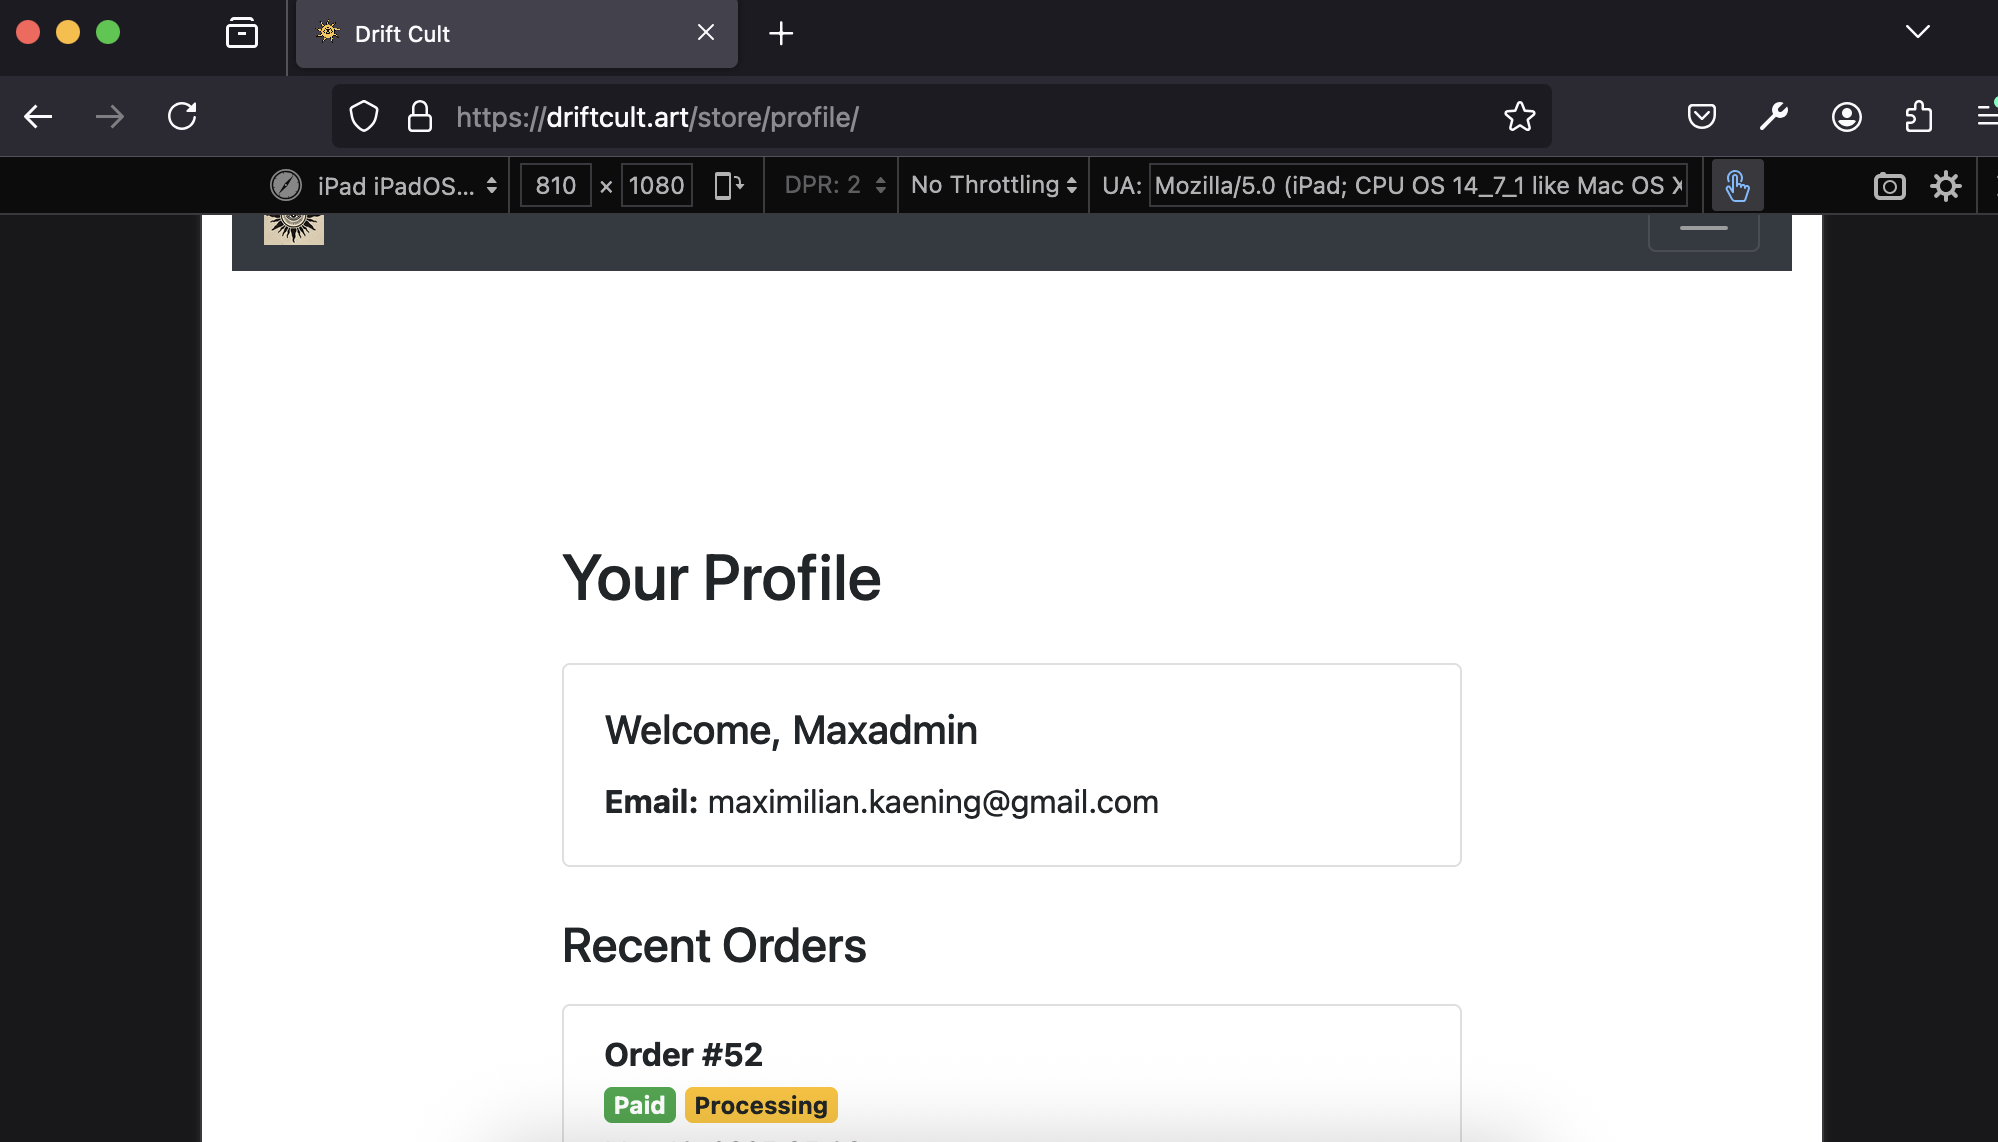 Drift Cult
https://driftcult.art/store/profile/
iPad iPadOS... 810 × 1080 DPR: 2 No Throttling UA: Mozilla/5.0 (iPad; CPU OS 14_7_1 like Mac OS X
Your Profile
Welcome, Maxadmin
Email: maximilian.kaening@gmail.com
Recent Orders
Order #52
Paid Processing